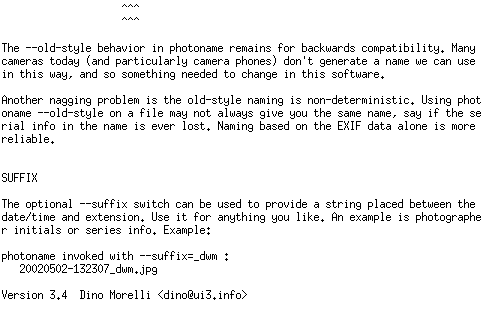 ^^^
^^^
The --old-style behavior in photoname remains for backwards compatibility. Many
cameras today (and particularly camera phones) don't generate a name we can use
in this way, and so something needed to change in this software.
Another nagging problem is the old-style naming is non-deterministic. Using phot
oname --old-style on a file may not always give you the same name, say if the se
rial info in the name is ever lost. Naming based on the EXIF data alone is more
reliable.
SUFFIX
The optional --suffix switch can be used to provide a string placed between the
date/time and extension. Use it for anything you like. An example is photographe
r initials or series info. Example:
photoname invoked with --suffix=_dwm :
20020502-132307_dwm.jpg
Version 3.4  Dino Morelli <dino@ui3.info>